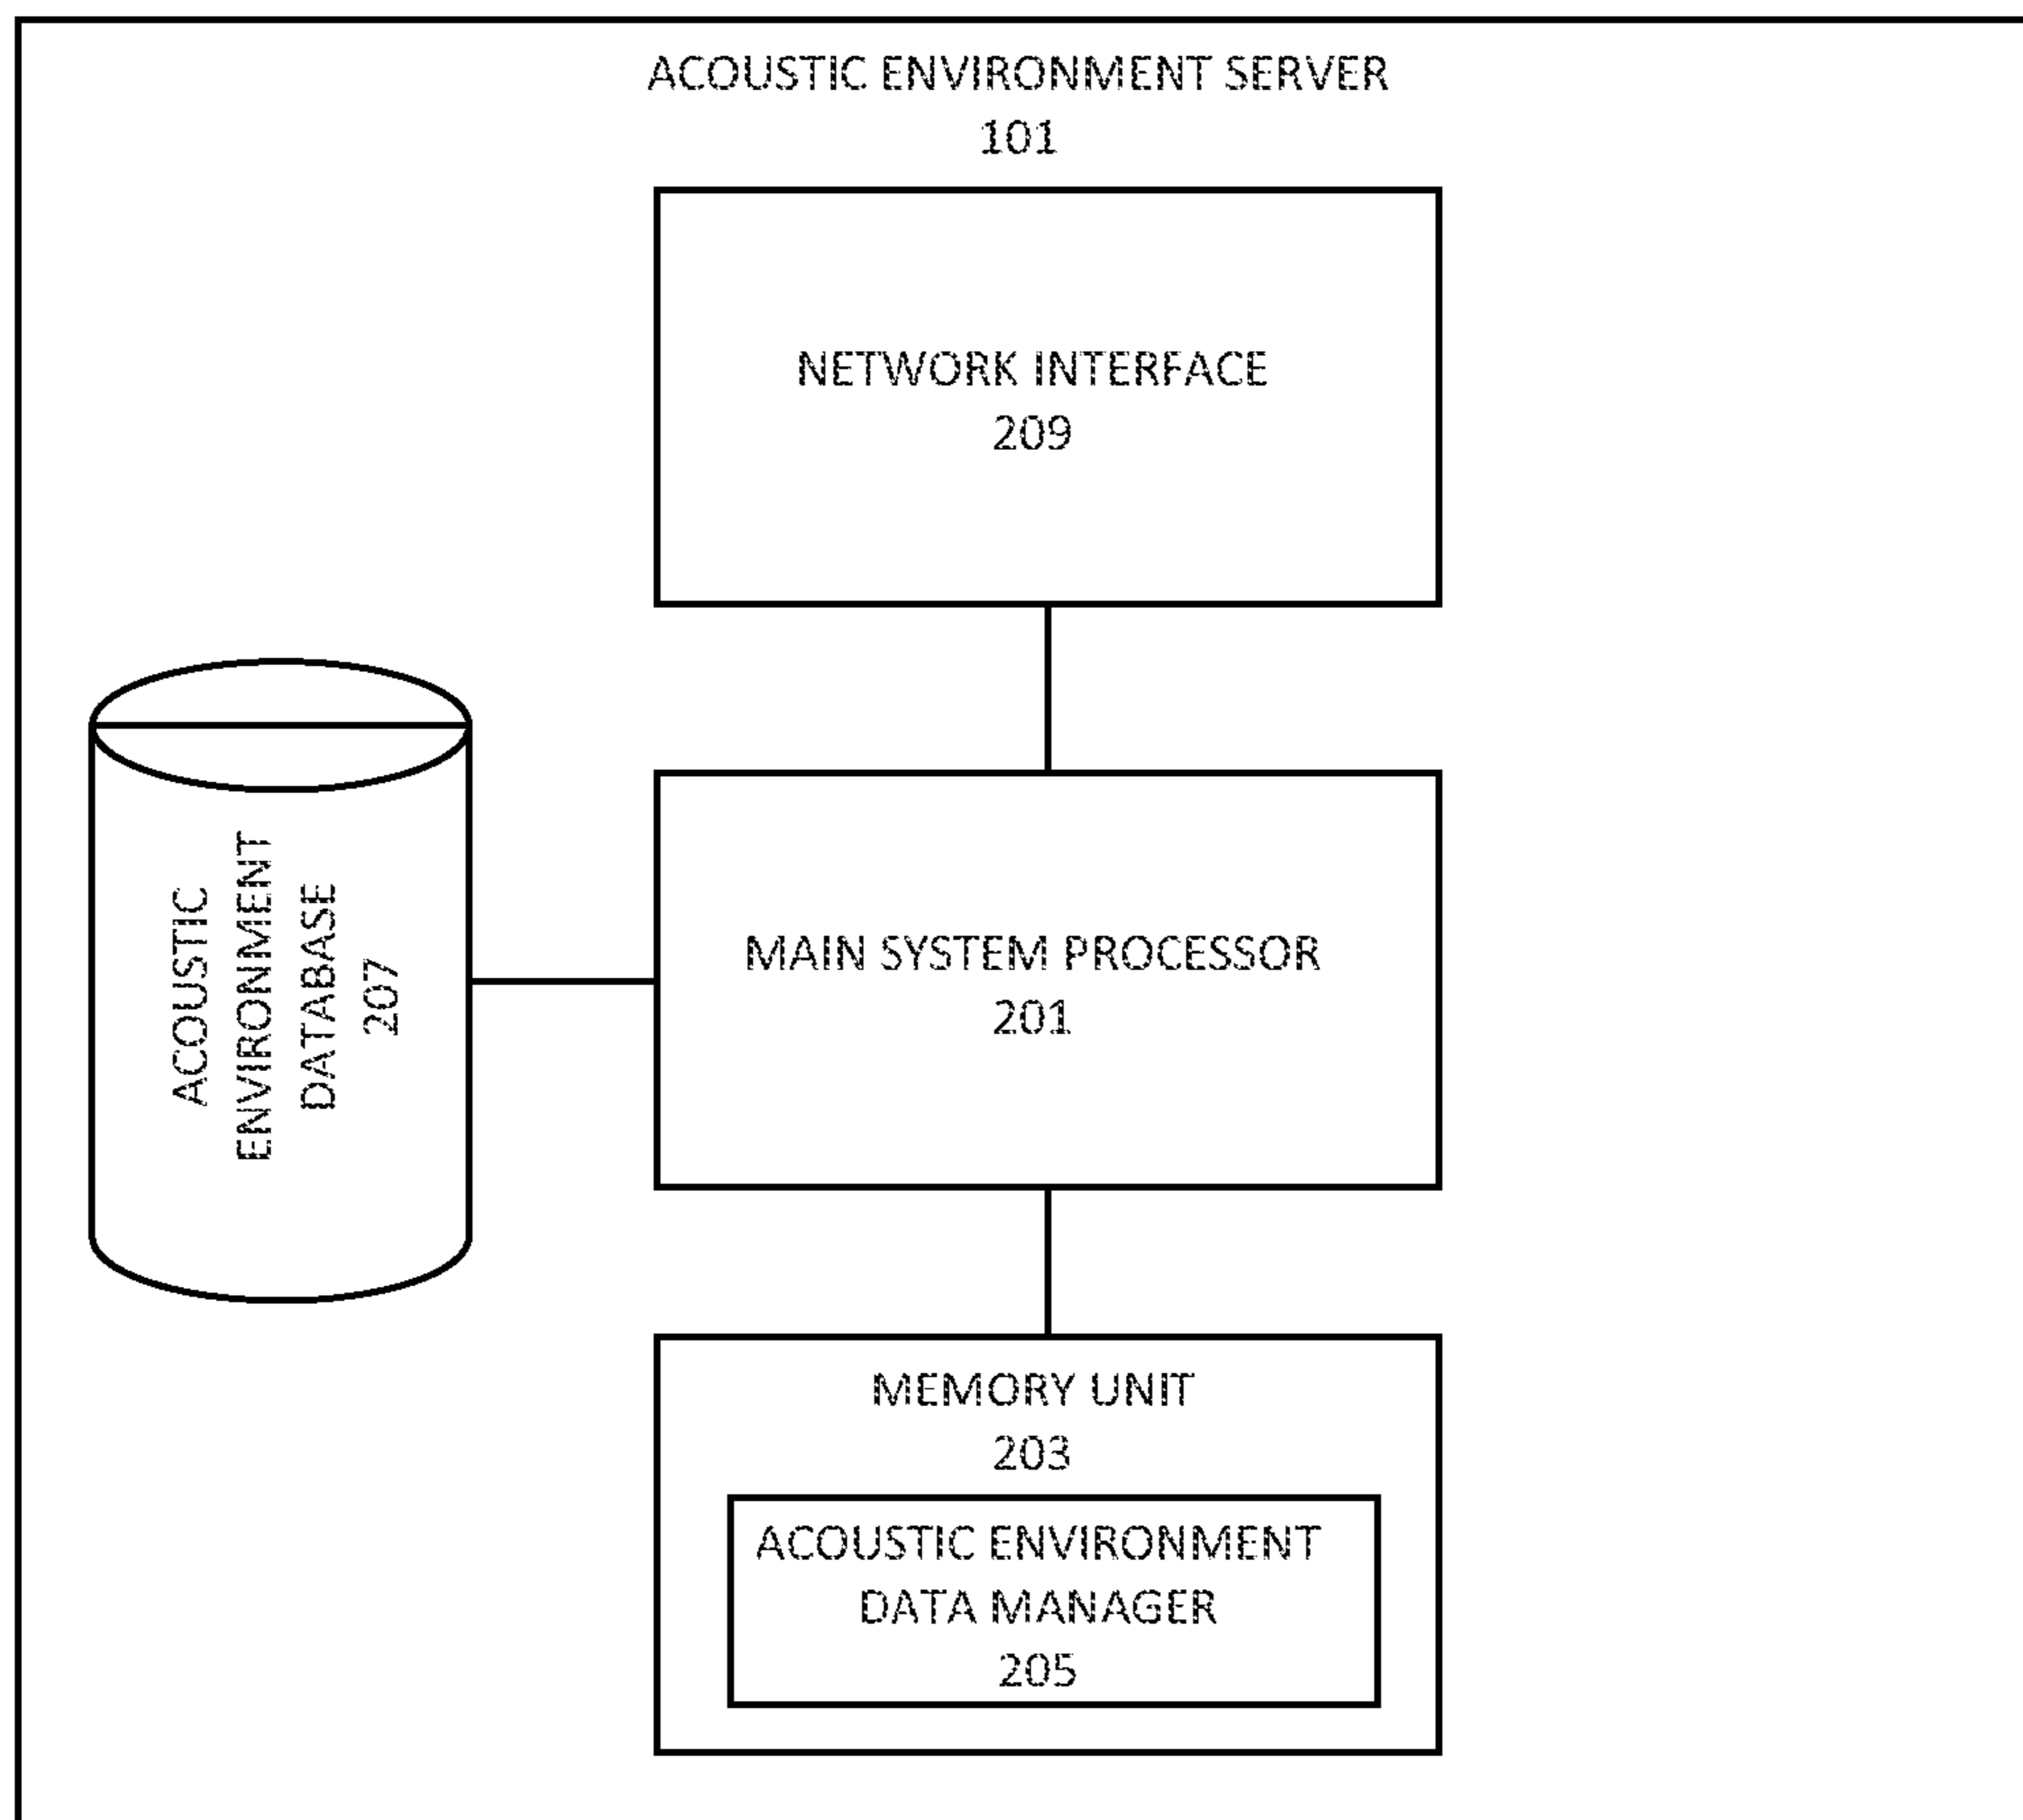 ACOUSTIC ENVIRONMENT SERVER
101
NETWORK INTERFACE
209
ACOUSTIC
ENVIRONMENT
DATABASE
207
MAIN SYSTEM PROCESSOR
201
MEMORY UNIT
203
ACOUSTIC ENVIRONMENT
DATA MANAGER
205